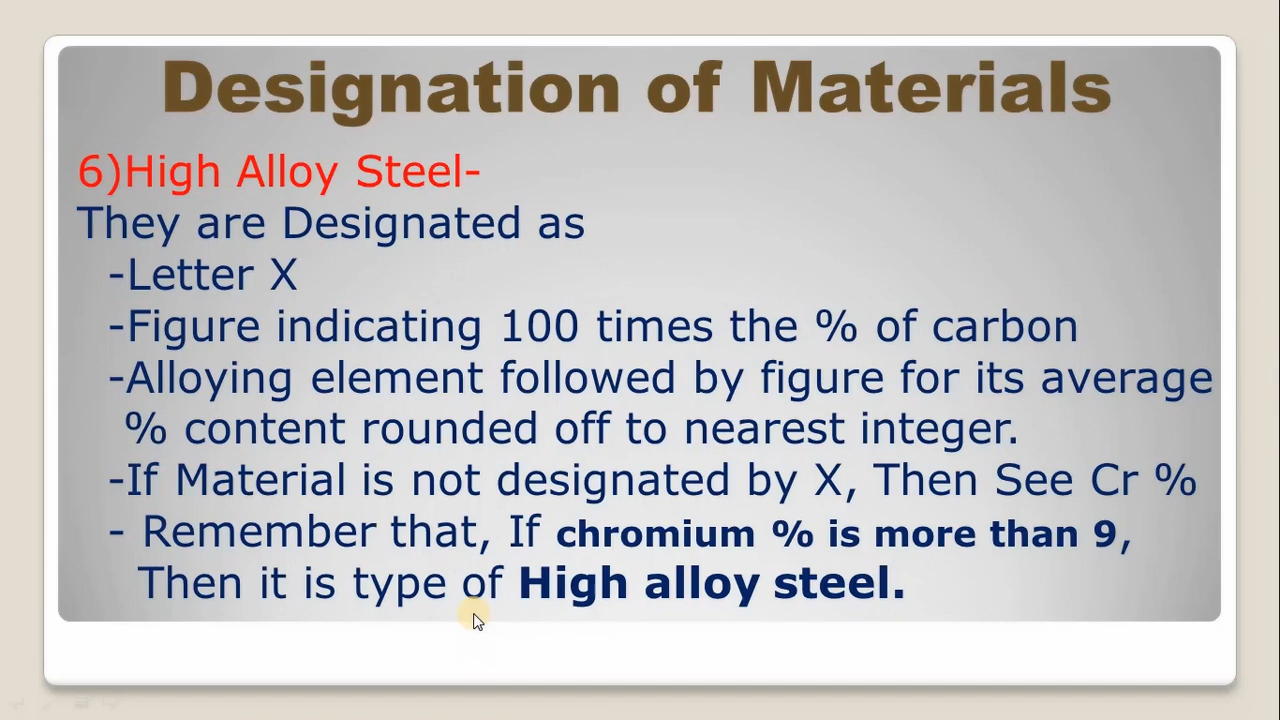 Designation of Materials
6)High Alloy Steel-
They are Designated as
-Letter X
-Figure indicating 100 times the % of carbon
-Alloying element followed by figure for its average
% content rounded off to nearest integer.
-If Material is not designated by X, Then See Cr %
- Remember that, If chromium % is more than 9,
Then it is type of High alloy steel.